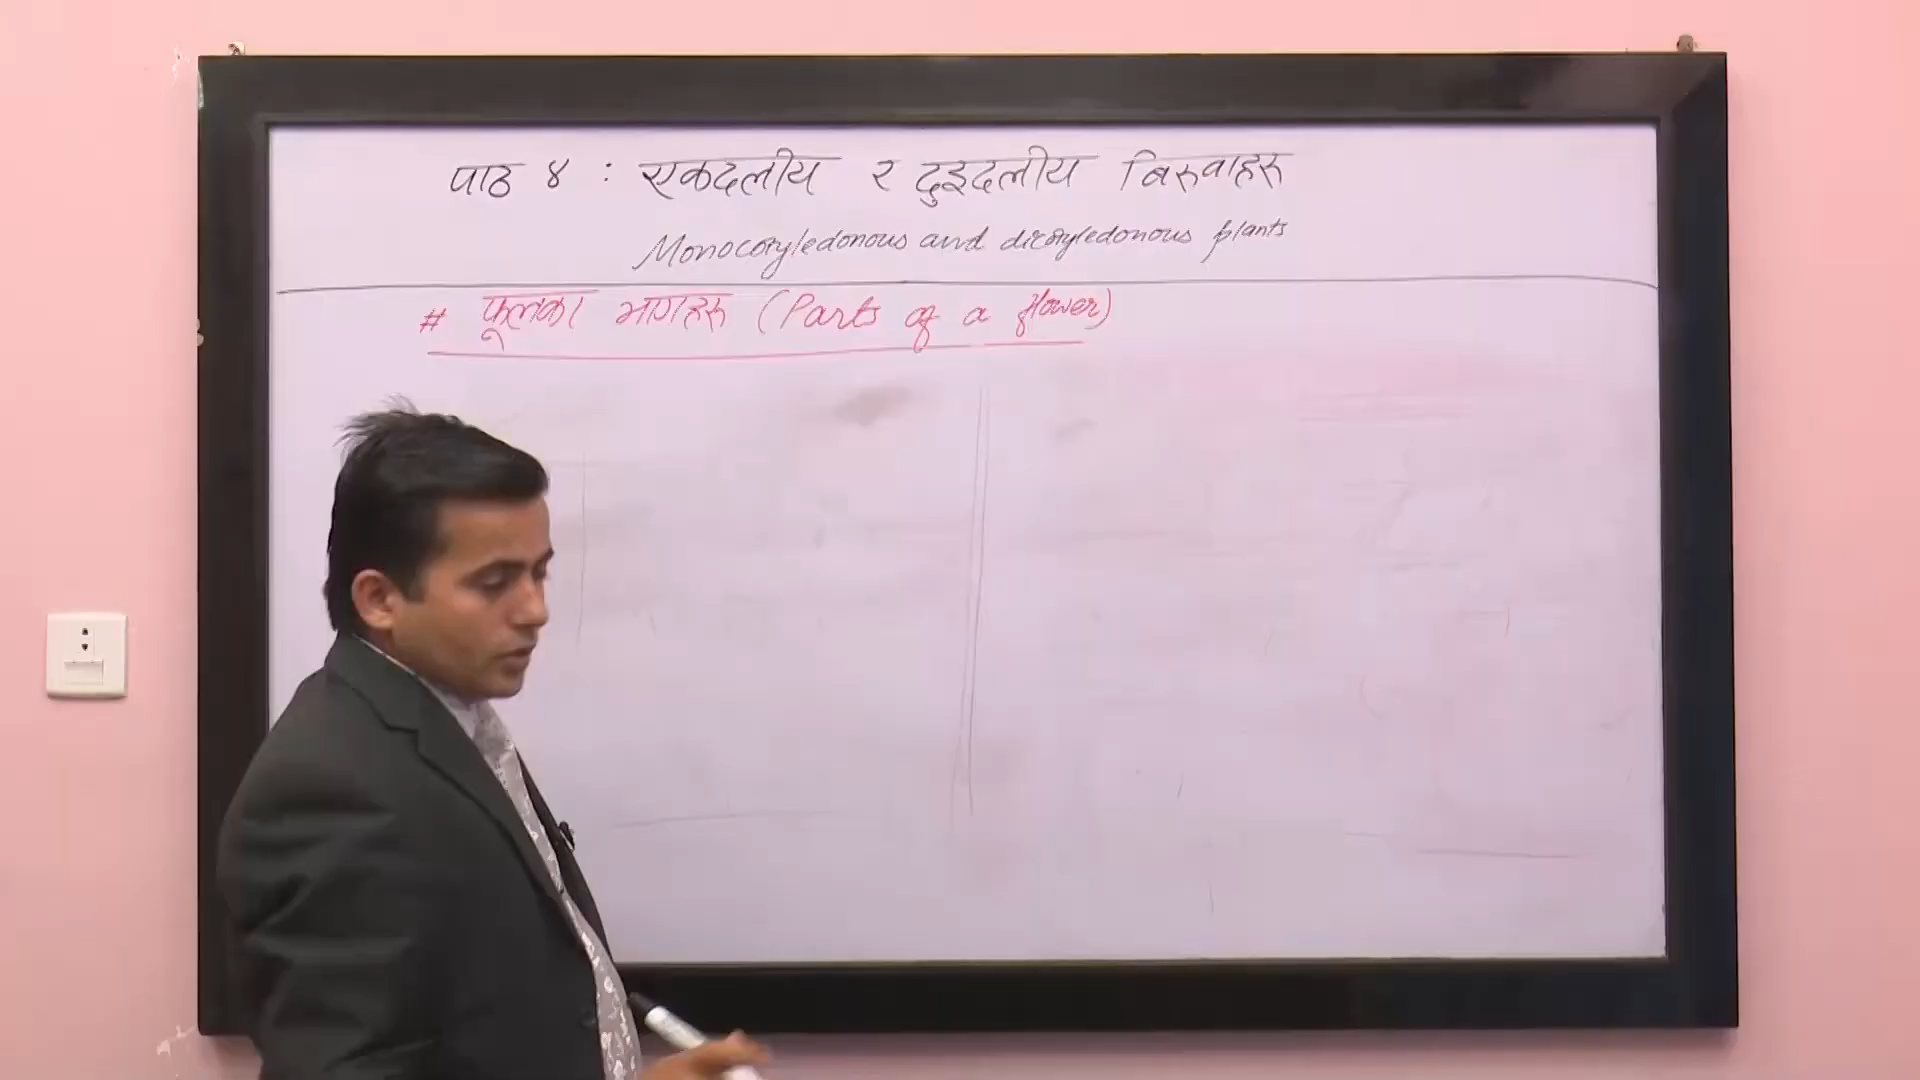 पाठ ४ : एकदलीय र दुइदलीय बिरुवाहरू
Monocotyledonous and dicotyledonous plants
# फूलका भागहरू (Parts of a flower)